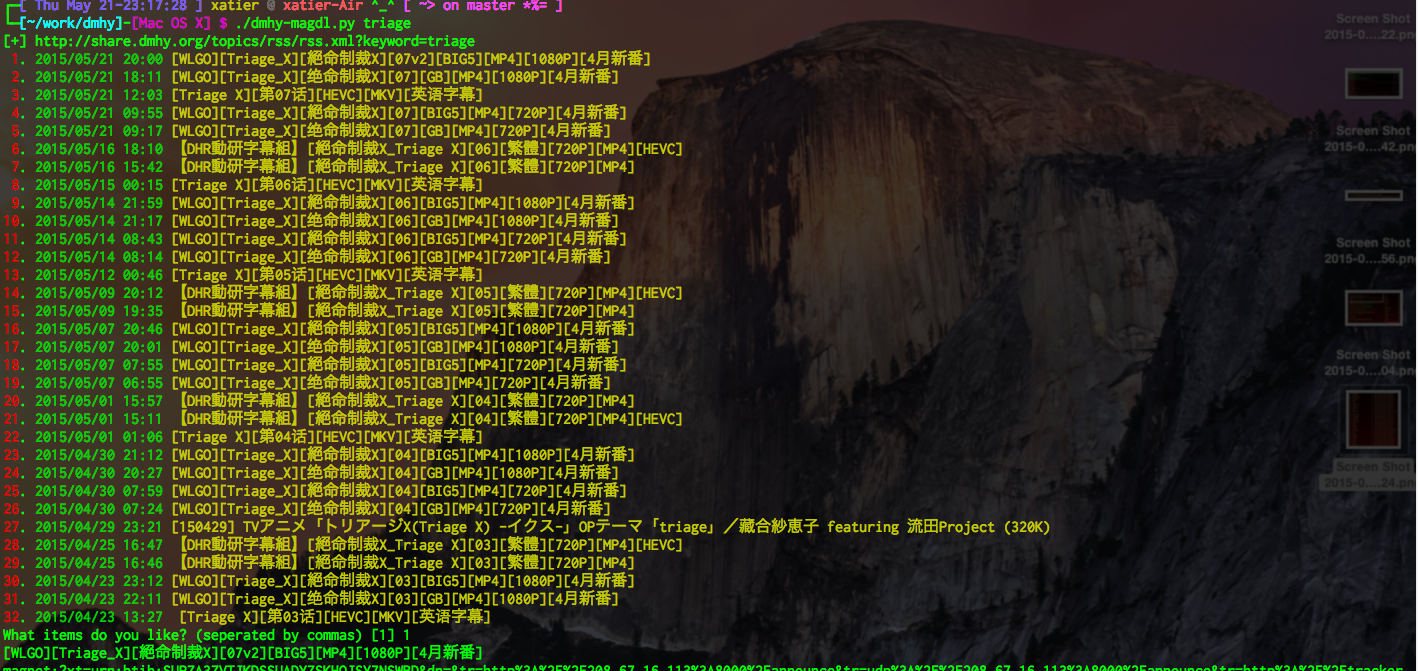 [ Thu May 21-23:17:28 ] xatier @ xatier-Air ^_^ [ ~> on master *%= ]
[~/work/dmhy]-[Mac OS X] $ ./dmhy-magdl.py triage
[+] http://share.dmhy.org/topics/rss/rss.xml?keyword=triage
1. 2015/05/21 20:00 [WLGO][Triage_X][絕命制裁X][07v2][BIG5][MP4][1080P][4月新番]
2. 2015/05/21 18:11 [WLGO][Triage_X][绝命制裁X][07][GB][MP4][1080P][4月新番]
3. 2015/05/21 12:03 [Triage X][第07话][HEVC][MKV][英语字幕]
4. 2015/05/21 09:55 [WLGO][Triage_X][絕命制裁X][07][BIG5][MP4][720P][4月新番]
5. 2015/05/21 09:17 [WLGO][Triage_X][绝命制裁X][07][GB][MP4][720P][4月新番]
6. 2015/05/16 18:10 【DHR動研字幕組】[絕命制裁X_Triage X][06][繁體][720P][MP4][HEVC]
7. 2015/05/16 15:42 【DHR動研字幕組】[絕命制裁X_Triage X][06][繁體][720P][MP4]
8. 2015/05/15 00:15 [Triage X][第06话][HEVC][MKV][英语字幕]
9. 2015/05/14 21:59 [WLGO][Triage_X][絕命制裁X][06][BIG5][MP4][1080P][4月新番]
10. 2015/05/14 21:17 [WLGO][Triage_X][绝命制裁X][06][GB][MP4][1080P][4月新番]
11. 2015/05/14 08:43 [WLGO][Triage_X][絕命制裁X][06][BIG5][MP4][720P][4月新番]
12. 2015/05/14 08:14 [WLGO][Triage_X][绝命制裁X][06][GB][MP4][720P][4月新番]
13. 2015/05/12 00:46 [Triage X][第05话][HEVC][MKV][英语字幕]
14. 2015/05/09 20:12 【DHR動研字幕組】[絕命制裁X_Triage X][05][繁體][720P][MP4][HEVC]
15. 2015/05/09 19:35 【DHR動研字幕組】[絕命制裁X_Triage X][05][繁體][720P][MP4]
16. 2015/05/07 20:46 [WLGO][Triage_X][絕命制裁X][05][BIG5][MP4][1080P][4月新番]
17. 2015/05/07 20:01 [WLGO][Triage_X][绝命制裁X][05][GB][MP4][1080P][4月新番]
18. 2015/05/07 07:55 [WLGO][Triage_X][絕命制裁X][05][BIG5][MP4][720P][4月新番]
19. 2015/05/07 06:55 [WLGO][Triage_X][绝命制裁X][05][GB][MP4][720P][4月新番]
20. 2015/05/01 15:57 【DHR動研字幕組】[絕命制裁X_Triage X][04][繁體][720P][MP4]
21. 2015/05/01 15:11 【DHR動研字幕組】[絕命制裁X_Triage X][04][繁體][720P][MP4][HEVC]
22. 2015/05/01 01:06 [Triage X][第04话][HEVC][MKV][英语字幕]
23. 2015/04/30 21:12 [WLGO][Triage_X][絕命制裁X][04][BIG5][MP4][1080P][4月新番]
24. 2015/04/30 20:27 [WLGO][Triage_X][绝命制裁X][04][GB][MP4][1080P][4月新番]
25. 2015/04/30 07:59 [WLGO][Triage_X][絕命制裁X][04][BIG5][MP4][720P][4月新番]
26. 2015/04/30 07:24 [WLGO][Triage_X][绝命制裁X][04][GB][MP4][720P][4月新番]
27. 2015/04/29 23:21 [150429] TVアニメ「トリアージX(Triage X) -イクス-」OPテーマ「triage」／藏合紗恵子 featuring 流田Project (320K)
28. 2015/04/25 16:47 【DHR動研字幕組】[絕命制裁X_Triage X][03][繁體][720P][MP4][HEVC]
29. 2015/04/25 16:46 【DHR動研字幕組】[絕命制裁X_Triage X][03][繁體][720P][MP4]
30. 2015/04/23 23:12 [WLGO][Triage_X][絕命制裁X][03][BIG5][MP4][1080P][4月新番]
31. 2015/04/23 22:11 [WLGO][Triage_X][绝命制裁X][03][GB][MP4][1080P][4月新番]
32. 2015/04/23 13:27 [Triage X][第03话][HEVC][MKV][英语字幕]
What items do you like? (seperated by commas) [1] 1
[WLGO][Triage_X][絕命制裁X][07v2][BIG5][MP4][1080P][4月新番]
Screen Shot
2015-0....22.png
Screen Shot
2015-0....42.png
Screen Shot
2015-0....56.png
Screen Shot
2015-0....04.png
Screen Shot
2015-0....24.png